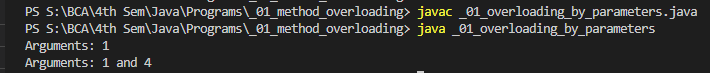 PS S:\BCA\4th Sem\Java\Programs\_01_method_overloading> javac _01_overloading_by_parameters.java
PS S:\BCA\4th Sem\Java\Programs\_01_method_overloading> java _01_overloading_by_parameters
Arguments: 1
Arguments: 1 and 4